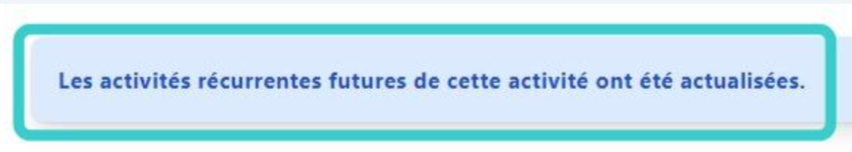 Les activités récurrentes futures de cette activité ont été actualisées.